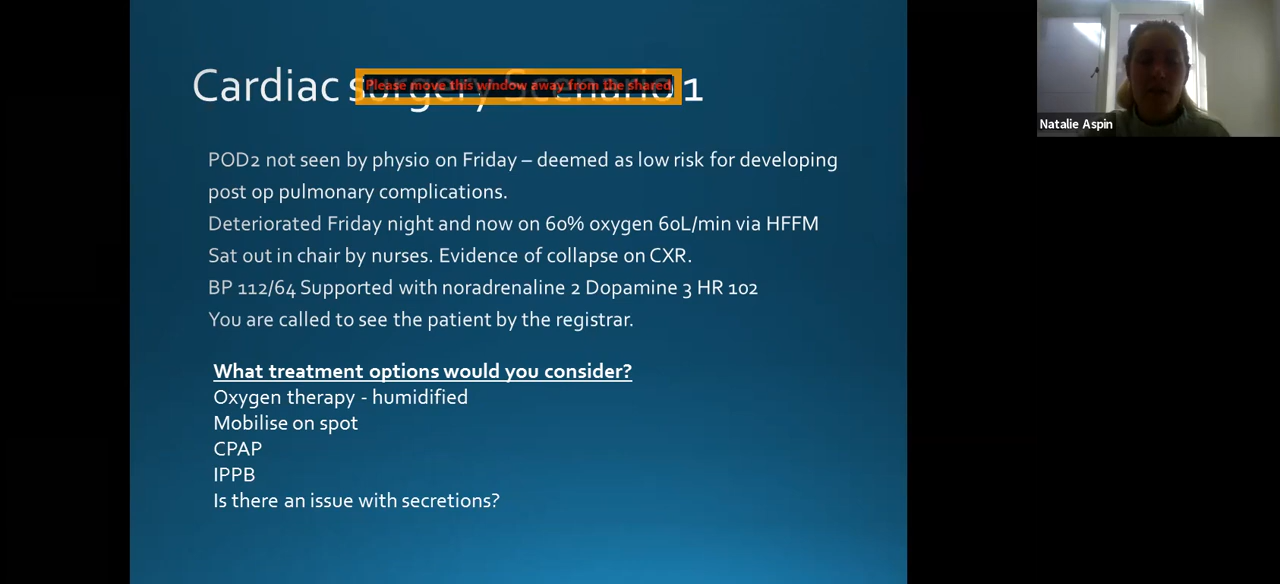 Cardiac surgery Scenario 1
Please move this window away from the shared
POD2 not seen by physio on Friday – deemed as low risk for developing
post op pulmonary complications.
Deteriorated Friday night and now on 60% oxygen 60L/min via HFFM
Sat out in chair by nurses. Evidence of collapse on CXR.
BP 112/64 Supported with noradrenaline 2 Dopamine 3 HR 102
You are called to see the patient by the registrar.
What treatment options would you consider?
Oxygen therapy - humidified
Mobilise on spot
CPAP
IPPB
Is there an issue with secretions?
Natalie Aspin